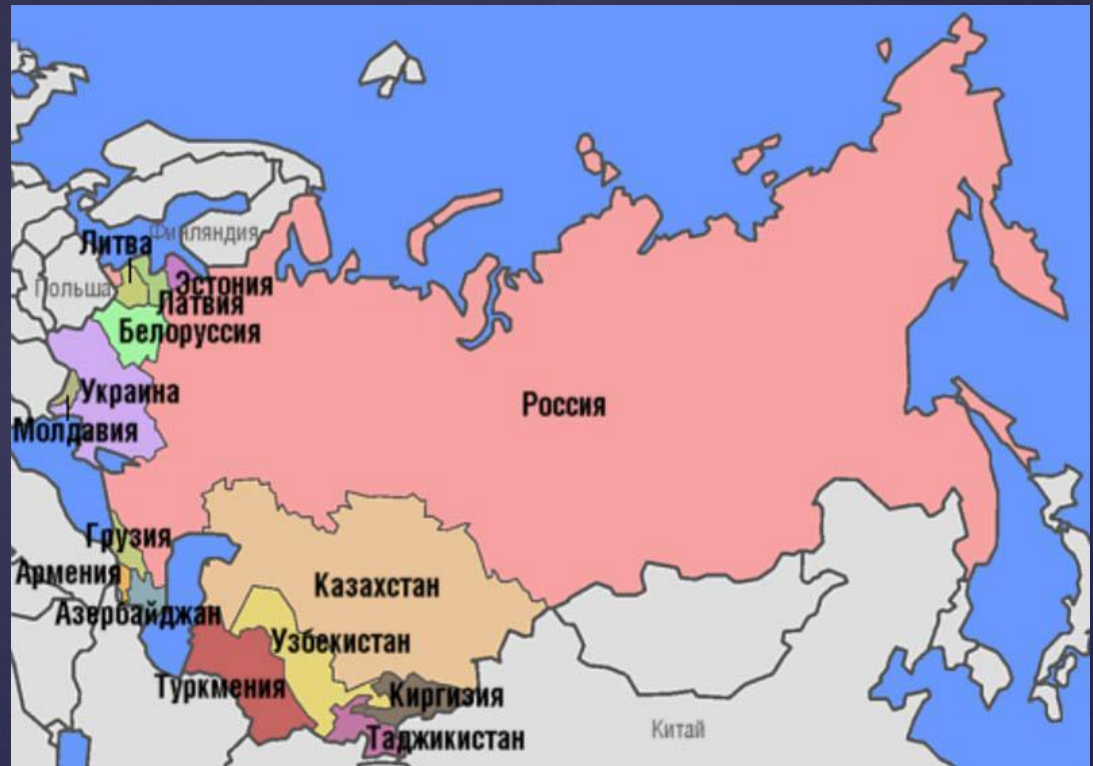 Финляндия
Литва
Эстония
Польша
Латвия
Белоруссия
Украина
Россия
Молдавия
Грузия
Армения
Казахстан
Азербайджан
Узбекистан
Туркмения
Киргизия
Китай
Таджикистан